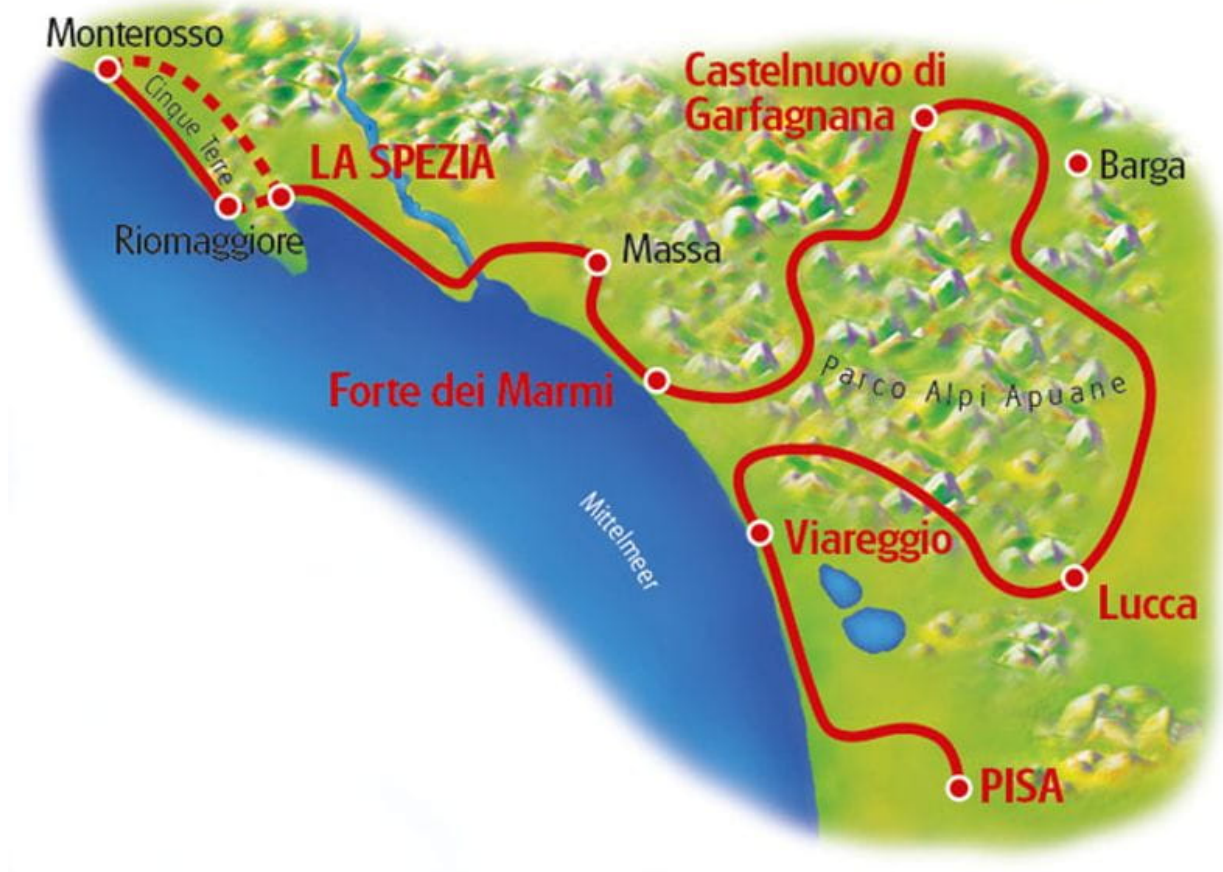 Monterosso
Cinque Terre
Castelnuovo di
Garfagnana
Barga
LA SPEZIA
Riomaggiore
Massa
Forte dei Marmi
Parco Alpi Apuane
Mittelmeer
Viareggio
Lucca
PISA